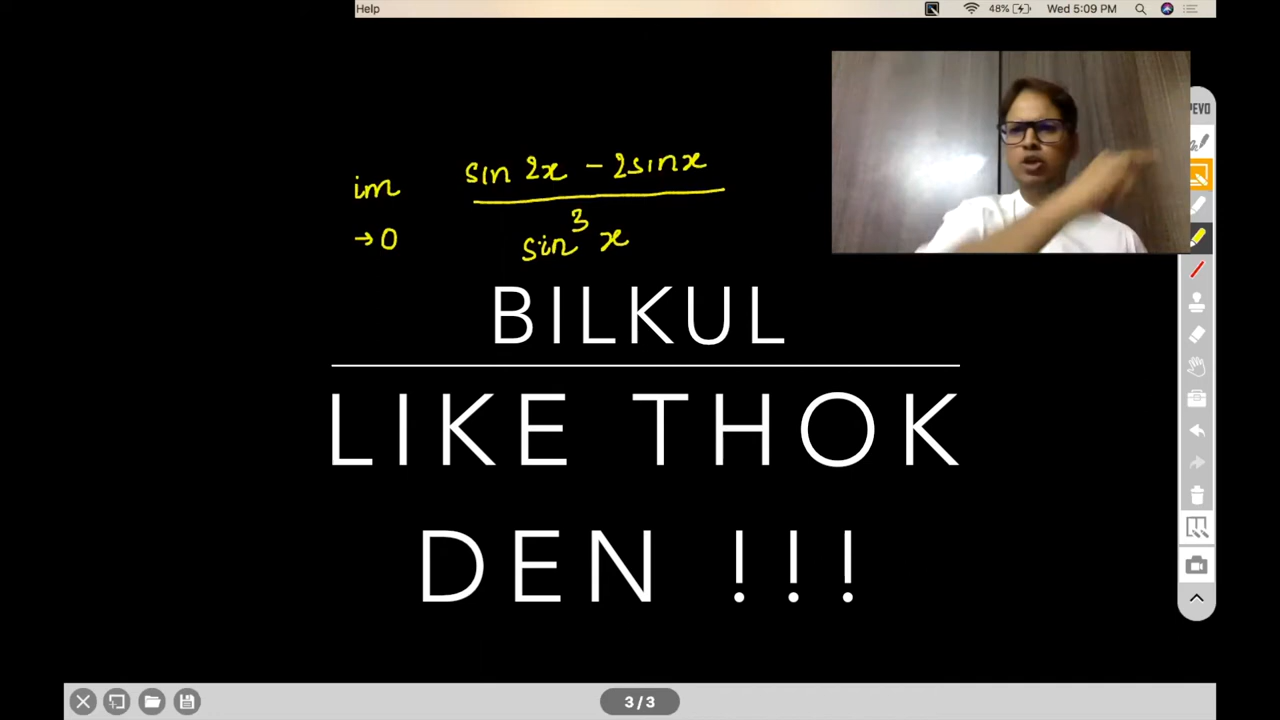 Help 48% Wed 5:09 PM
im sin 2x - 2sinx
→0 sin³ x
BILKUL
LIKE THOK
DEN !!!
3/3